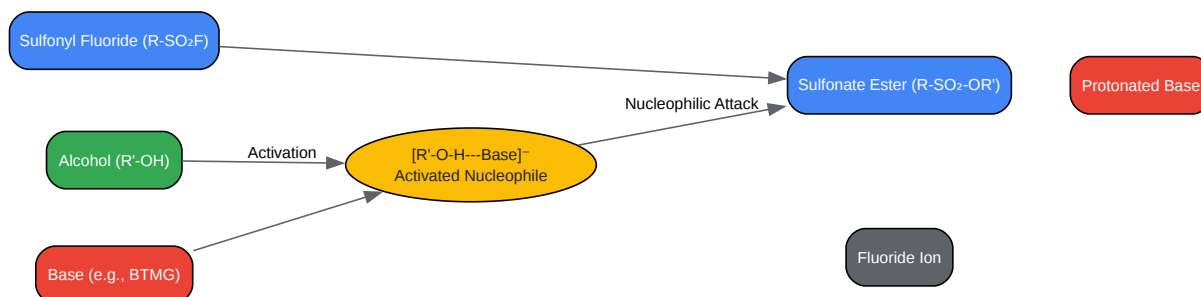 Sulfonyl Fluoride (R-SO₂F)
Sulfonate Ester (R-SO₂-OR')
Protonated Base
Nucleophilic Attack
Alcohol (R'-OH)
Activation
[R'-O-H---Base]⁻
Activated Nucleophile
Base (e.g., BTMG)
Fluoride Ion